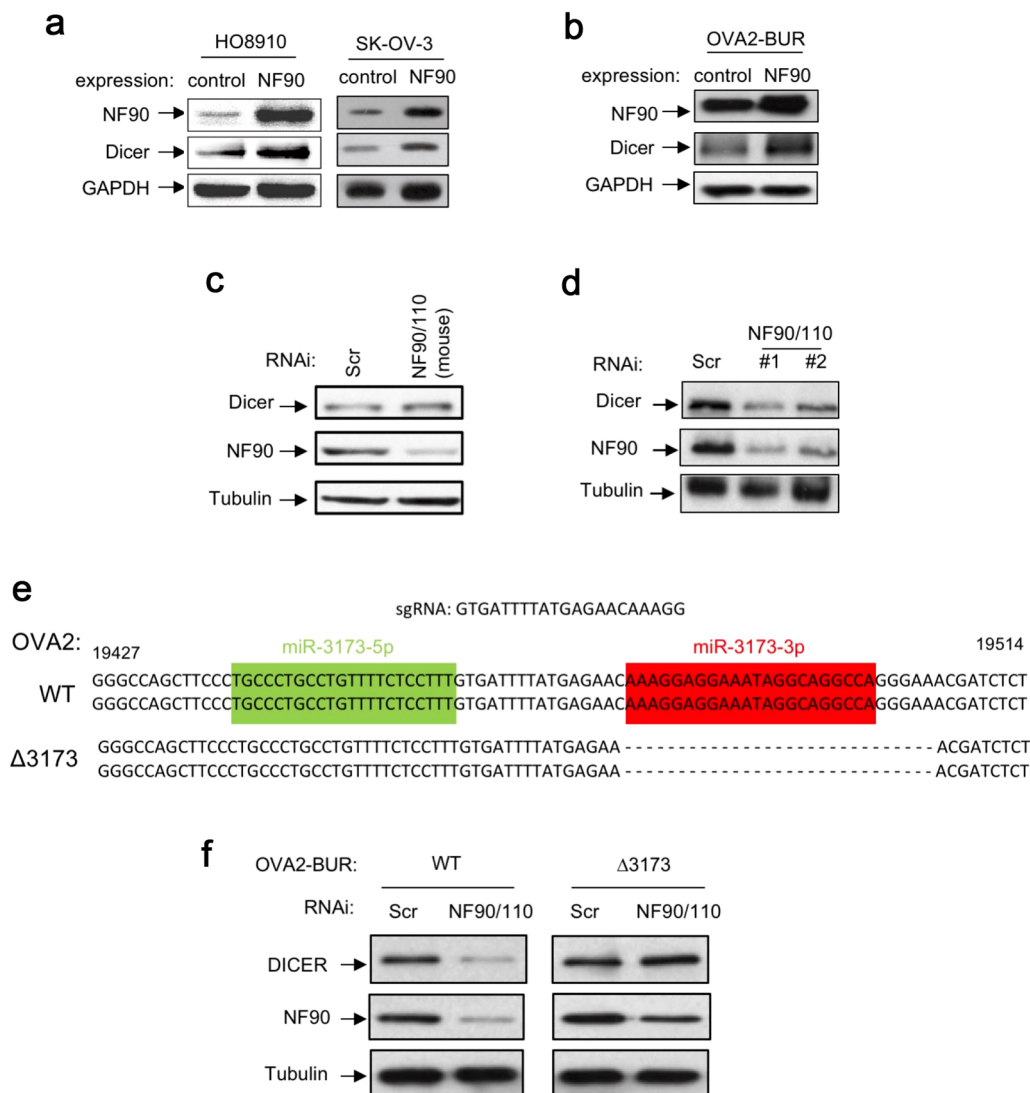 a
HO8910
SK-OV-3
expression: control NF90
control NF90
NF90
Dicer
GAPDH
b
OVA2-BUR
expression: control NF90
NF90
Dicer
GAPDH
c
RNAi: Scr NF90/110 (mouse)
Dicer
NF90
Tubulin
d
NF90/110
RNAi: Scr #1 #2
Dicer
NF90
Tubulin
e
sgRNA: GTGATTTTATGAGAACAAAGG
OVA2:
19427 miR-3173-5p miR-3173-3p 19514
WT
GGGCCAGCTTCCCTGCCCTGCCTGTTTTCTCCTTTGTGATTTTATGAGAACAAAGGAGGAAATAGGCAGGCCAGGGAAACGATCTCT
GGGCCAGCTTCCCTGCCCTGCCTGTTTTCTCCTTTGTGATTTTATGAGAACAAAGGAGGAAATAGGCAGGCCAGGGAAACGATCTCT
Δ3173
GGGCCAGCTTCCCTGCCCTGCCTGTTTTCTCCTTTGTGATTTTATGAGAA - - - - - - - - - - - - - - - - - - - - - - - - - - - - - ACGATCTCT
GGGCCAGCTTCCCTGCCCTGCCTGTTTTCTCCTTTGTGATTTTATGAGAA - - - - - - - - - - - - - - - - - - - - - - - - - - - - - ACGATCTCT
f
OVA2-BUR: WT Δ3173
RNAi: Scr NF90/110 Scr NF90/110
DICER
NF90
Tubulin